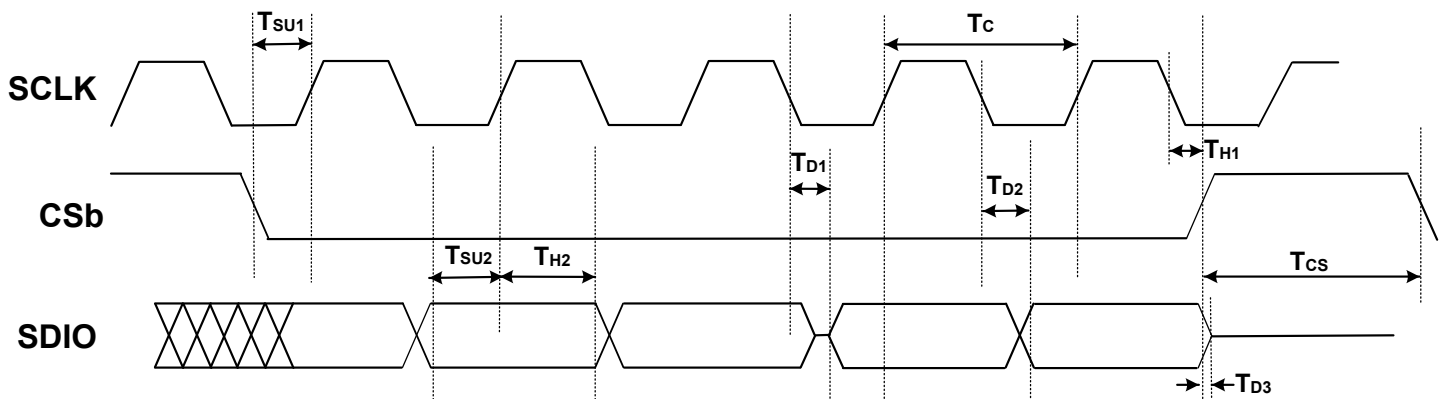 TSU1
TC
SCLK
TD1
TH1
TD2
CSb
TSU2
TH2
TCS
SDIO
TD3